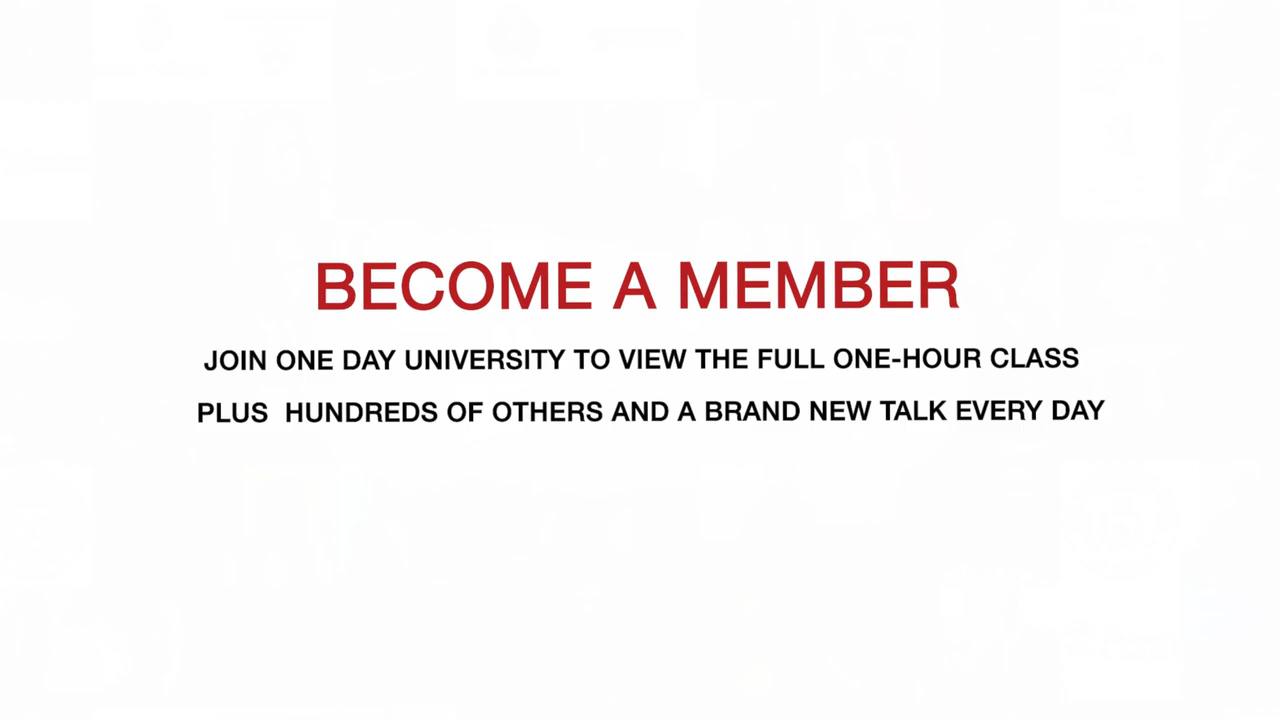 BECOME A MEMBER
JOIN ONE DAY UNIVERSITY TO VIEW THE FULL ONE-HOUR CLASS
PLUS  HUNDREDS OF OTHERS AND A BRAND NEW TALK EVERY DAY